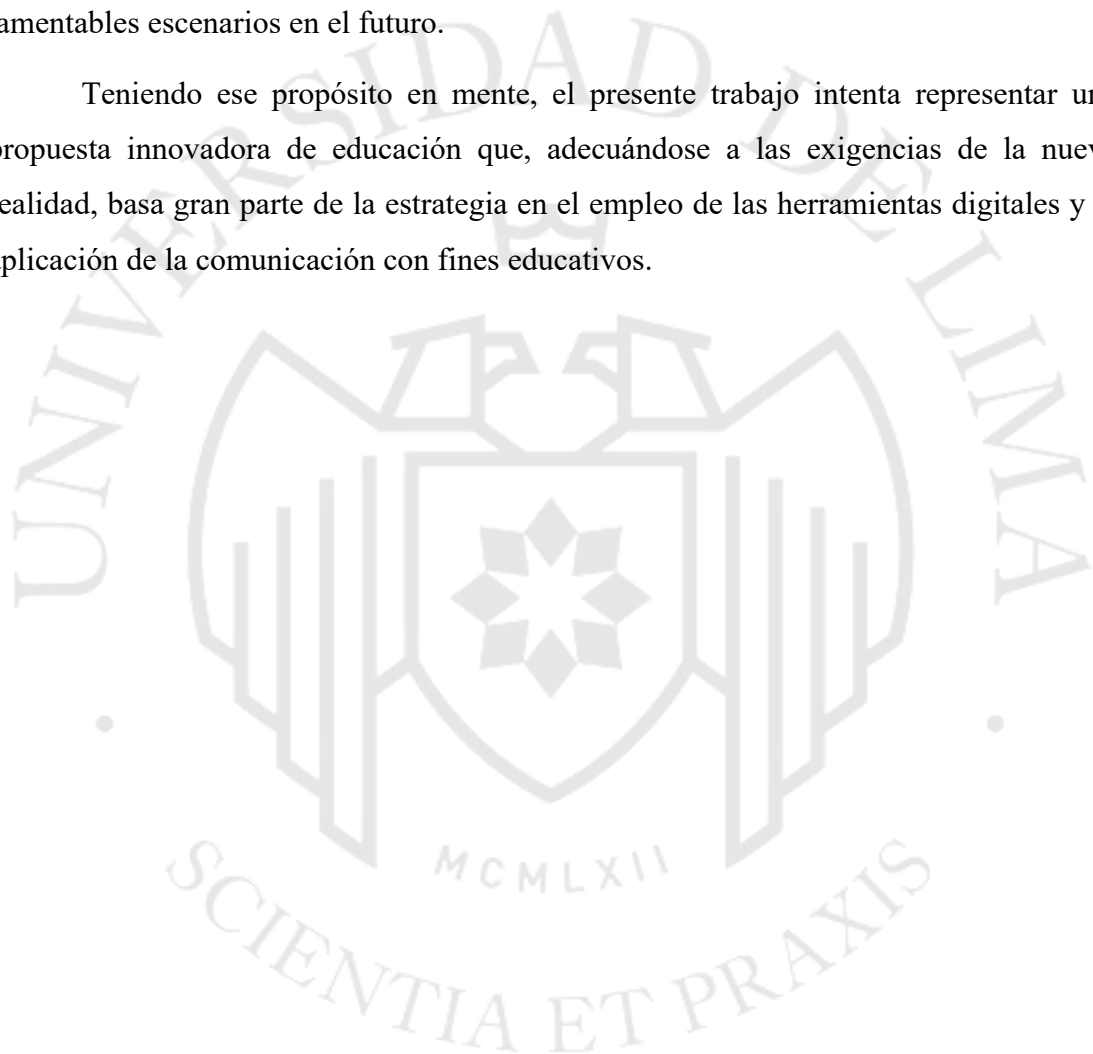 amentables escenarios en el futuro.
Teniendo ese propósito en mente, el presente trabajo intenta representar un
propuesta innovadora de educación que, adecuándose a las exigencias de la nuev
ealidad, basa gran parte de la estrategia en el empleo de las herramientas digitales y
aplicación de la comunicación con fines educativos.
UNIVERSIDAD DE LIMA
MCMLXII
SCIENTIA ET PRAXIS